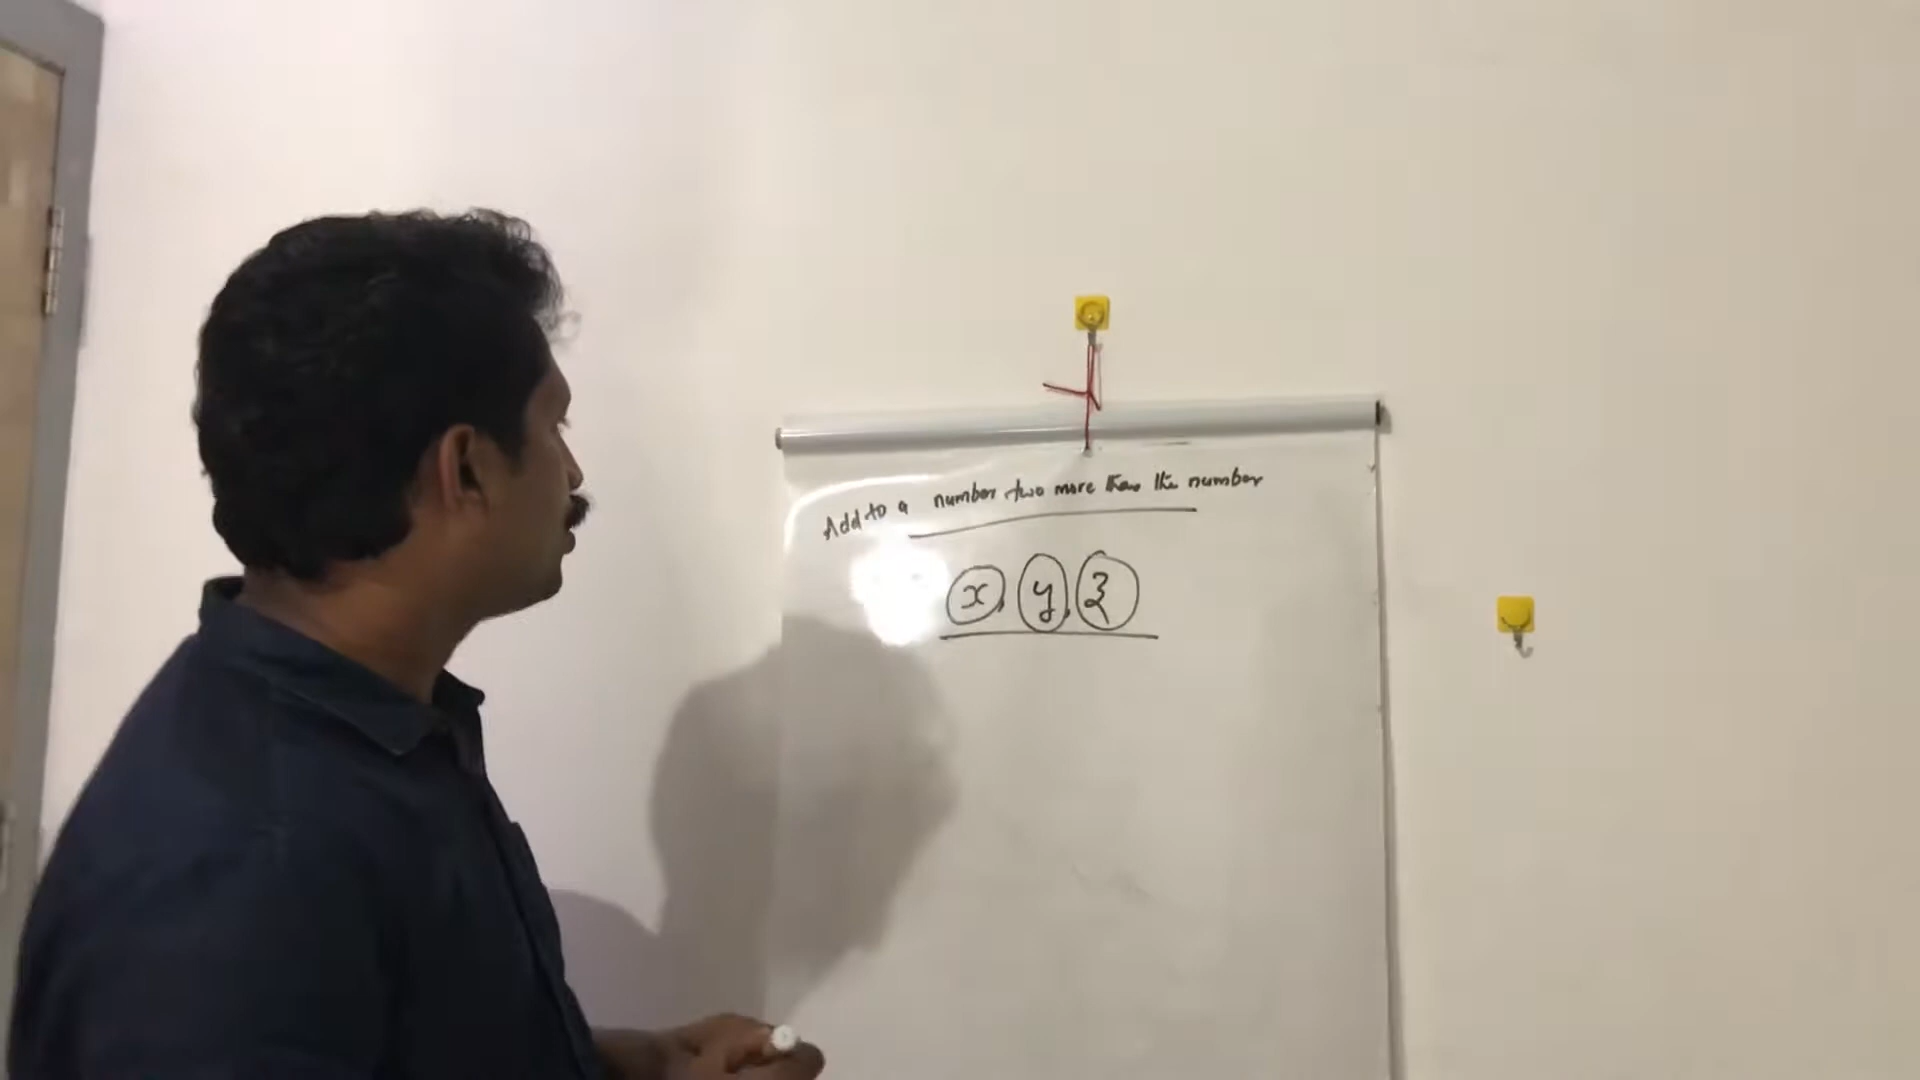 Add to a number two more than the number
x, y, z